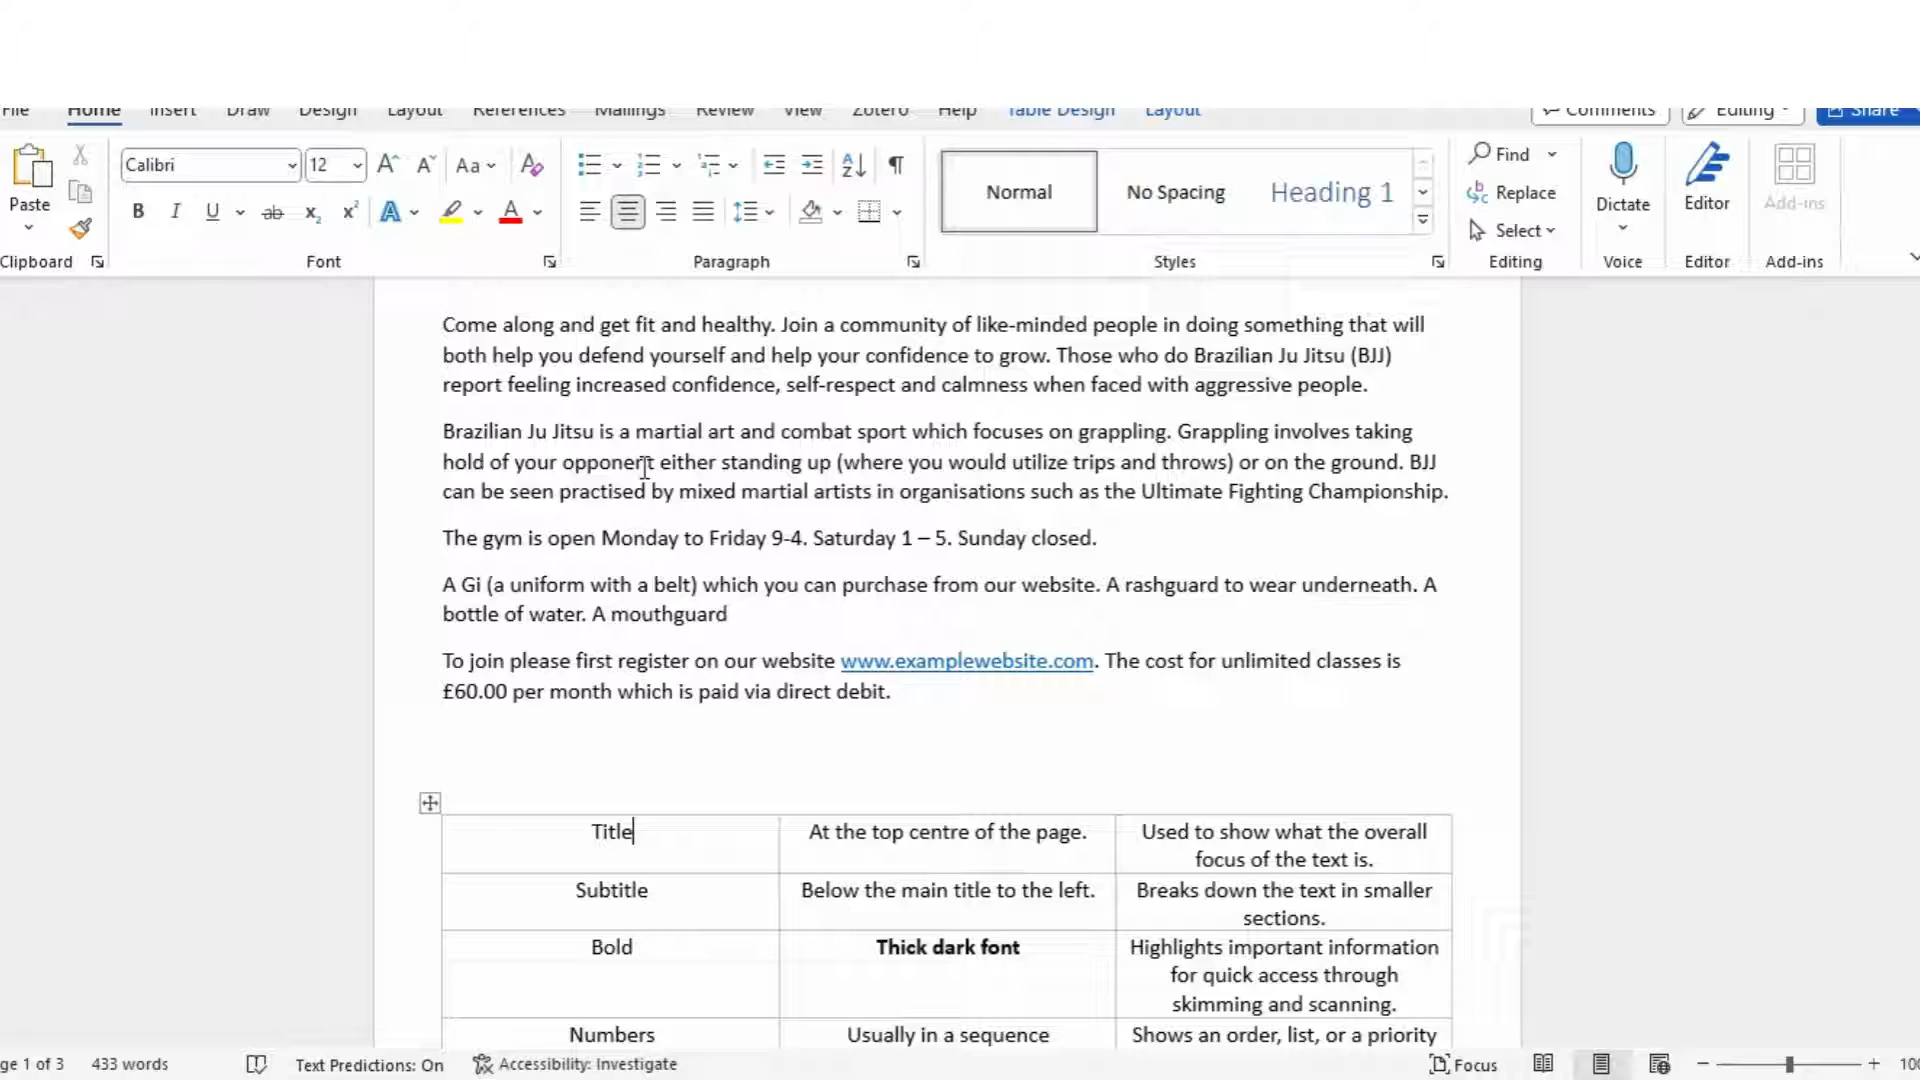 File Home Insert Draw Design Layout References Mailings Review View Zotero Help Table Design Layout Comments Editing Share
Calibri 12 Aa Normal No Spacing Heading 1 Find
Replace
Select
Paste Dictate Editor Add-ins
Clipboard Font Paragraph Styles Editing Voice Editor Add-ins
Come along and get fit and healthy. Join a community of like-minded people in doing something that will
both help you defend yourself and help your confidence to grow. Those who do Brazilian Ju Jitsu (BJJ)
report feeling increased confidence, self-respect and calmness when faced with aggressive people.
Brazilian Ju Jitsu is a martial art and combat sport which focuses on grappling. Grappling involves taking
hold of your opponent either standing up (where you would utilize trips and throws) or on the ground. BJJ
can be seen practised by mixed martial artists in organisations such as the Ultimate Fighting Championship.
The gym is open Monday to Friday 9-4. Saturday 1 – 5. Sunday closed.
A Gi (a uniform with a belt) which you can purchase from our website. A rashguard to wear underneath. A
bottle of water. A mouthguard
To join please first register on our website www.examplewebsite.com. The cost for unlimited classes is
£60.00 per month which is paid via direct debit.
Title At the top centre of the page. Used to show what the overall
focus of the text is.
Subtitle Below the main title to the left. Breaks down the text in smaller
sections.
Bold Thick dark font Highlights important information
for quick access through
skimming and scanning.
Numbers Usually in a sequence Shows an order, list, or a priority
ge 1 of 3 433 words Text Predictions: On Accessibility: Investigate Focus 100